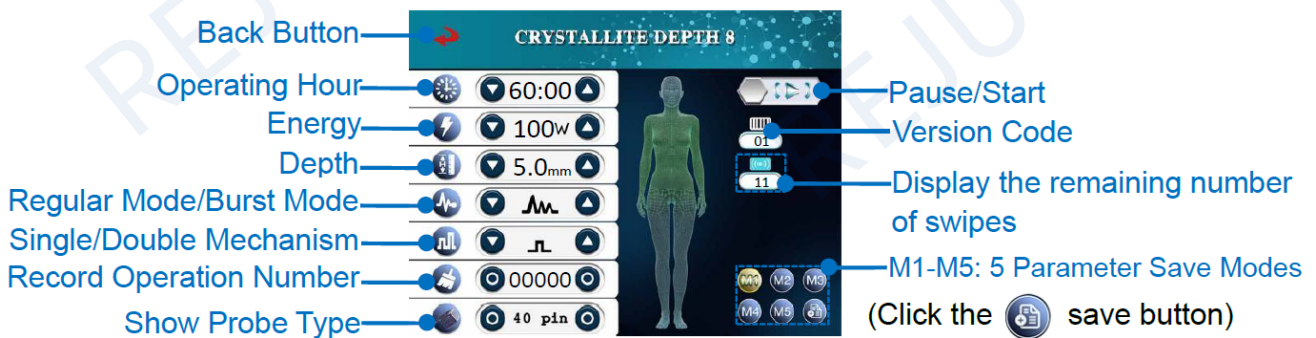 REJU
REJU
Back Button
CRYSTALLITE DEPTH 8
Operating Hour
60:00
Pause/Start
Energy
100W
Version Code
01
Depth
5.0mm
11
Display the remaining number
of swipes
Regular Mode/Burst Mode
Single/Double Mechanism
Record Operation Number
00000
M1 M2 M3
M1-M5: 5 Parameter Save Modes
Show Probe Type
40 pin
M4 M5
(Click the save button)